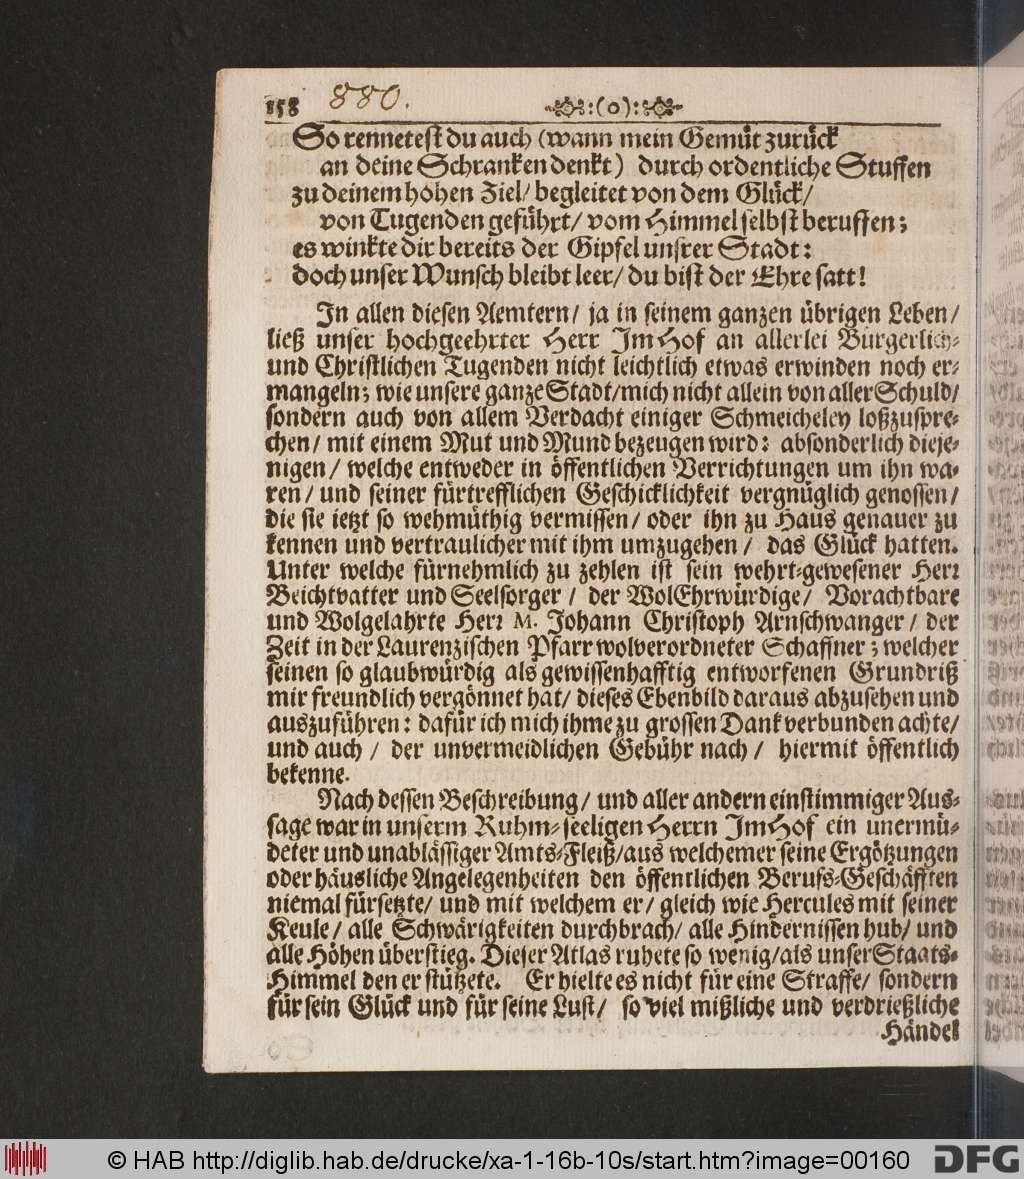 158 880. :(o):
So rennetest du auch (wann mein Gemüt zurück
an deine Schranken denkt) durch ordentliche Stuffen
zu deinem hohen Ziel/ begleitet von dem Glück/
von Tugenden geführt/ vom Himmel selbst beruffen;
es winkte dir bereits der Gipfel unsrer Stadt:
doch unser Wunsch bleibt leer/ du bist der Ehre satt!
In allen diesen Aemtern/ ja in seinem ganzen übrigen Leben/
ließ unser hochgeehrter Herr Im Hof an allerlei Burgerlich-
und Christlichen Tugenden nicht leichtlich etwas erwinden noch er-
mangeln; wie unsere ganze Stadt/ mich nicht allein von aller Schuld/
sondern auch von allem Verdacht einiger Schmeicheley loßzuspre-
chen/ mit einem Mut und Mund bezeugen wird: absonderlich dieje-
nigen/ welche entweder in öffentlichen Verrichtungen um ihn wa-
ren/ und seiner fürtrefflichen Geschicklichkeit vergnüglich genossen/
die sie ietzt so wehmüthig vermissen/ oder ihn zu Haus genauer zu
kennen und vertraulicher mit ihm umzugehen/ das Glück hatten.
Unter welche fürnehmlich zu zehlen ist sein wehrt-gewesener Herr
Beichtvatter und Seelsorger/ der WolEhrwürdige/ Vorachtbare
und Wolgelahrte Herr M. Johann Christoph Arnschwanger/ der
Zeit in der Laurenzischen Pfarr wolverordneter Schaffner; welcher
seinen so glaubwürdig als gewissenhafftig entworfenen Grundriß
mir freundlich vergönnet hat/ dieses Ebenbild daraus abzusehen und
auszuführen: dafür ich mich ihme zu grossen Dank verbunden achte/
und auch/ der unvermeidlichen Gebühr nach/ hiermit öffentlich
bekenne.
Nach dessen Beschreibung/ und aller andern einstimmiger Aus-
sage war in unserm Ruhm-seeligen Herrn Im Hof ein unermü-
deter und unablässiger Amts-Fleiß/ aus welchem er seine Ergötzungen
oder häusliche Angelegenheiten den öffentlichen Berufs-Geschäfften
niemal fürsetzte/ und mit welchem er/ gleich wie Hercules mit seiner
Keule/ alle Schwärigkeiten durchbrach/ alle Hindernissen hub/ und
alle Höhen überstieg. Dieser Atlas ruhete so wenig/ als unser Staats-
Himmel den er stützete. Er hielte es nicht für eine Straffe/ sondern
für sein Glück und für seine Lust/ so viel mißliche und verdrießliche
Händel
© HAB http://diglib.hab.de/drucke/xa-1-16b-10s/start.htm?image=00160 DFG